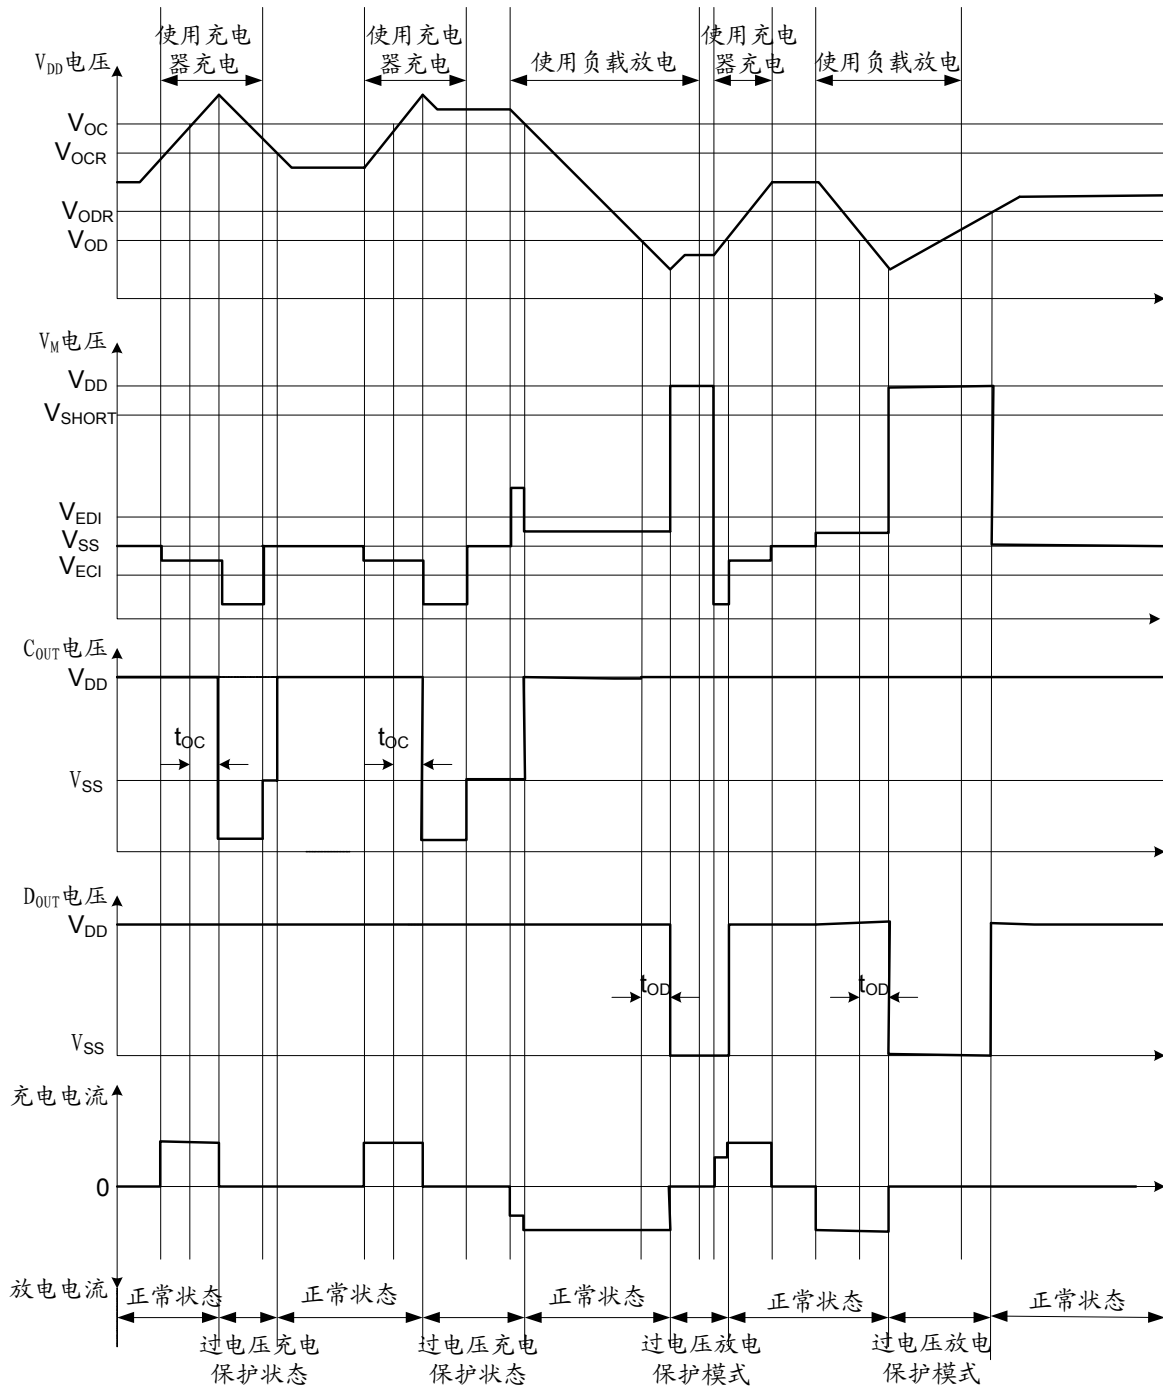 使用充电
器充电
使用充电
器充电
使用负载放电
使用充电
器充电
使用负载放电
VDD电压
VOC
VOCR
VODR
VOD
VM电压
VDD
VSHORT
VEDI
VSS
VECI
COUT电压
VDD
tOC
tOC
VSS
DOUT电压
VDD
tOD
tOD
VSS
充电电流
0
放电电流
正常状态
正常状态
正常状态
正常状态
正常状态
过电压充电
保护状态
过电压充电
保护状态
过电压放电
保护模式
过电压放电
保护模式